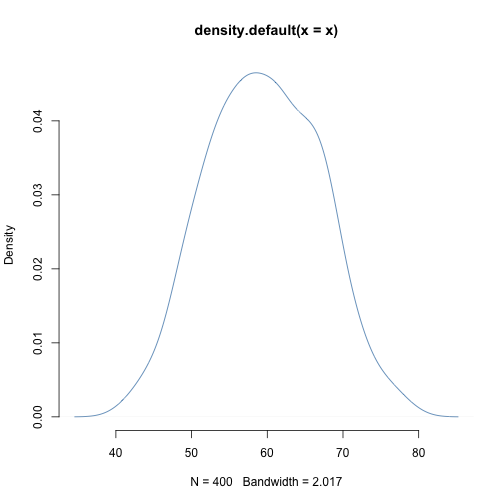 density.default(x = x)
Density
0.04
0.03
0.02
0.01
0.00
40 50 60 70 80
N = 400 Bandwidth = 2.017